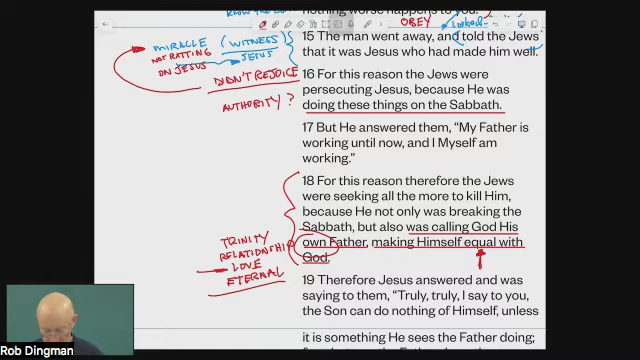 nothing worse happens to you.
OBEY
MIRACLE (WITNESS)
NOT RATTING JESUS
ON JESUS
DIDN'T REJOICE
AUTHORITY?
15 The man went away, and told the Jews
that it was Jesus who had made him well.
16 For this reason the Jews were
persecuting Jesus, because He was
doing these things on the Sabbath.
17 But He answered them, “My Father is
working until now, and I Myself am
working.”
18 For this reason therefore the Jews
were seeking all the more to kill Him,
because He not only was breaking the
Sabbath, but also was calling God His
own Father, making Himself equal with
God.
TRINITY
RELATIONSHIP
LOVE
ETERNAL
19 Therefore Jesus answered and was
saying to them, “Truly, truly, I say to you,
the Son can do nothing of Himself, unless
it is something He sees the Father doing;
Rob Dingman